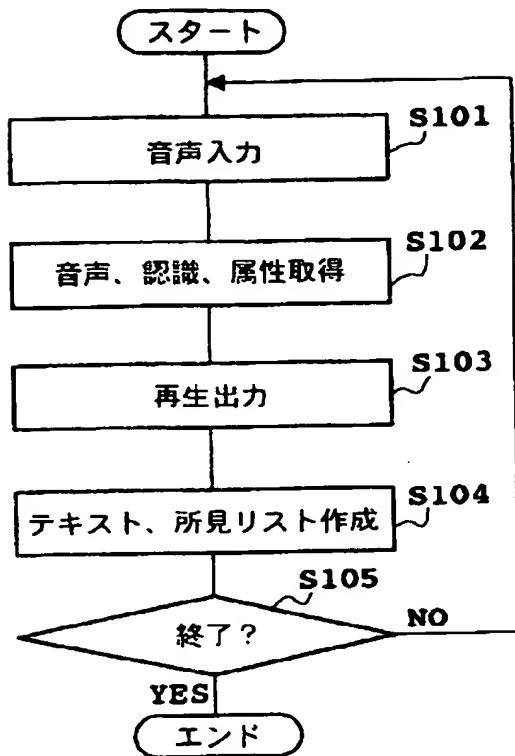 スタート
S101
音声入力
S102
音声、認識、属性取得
S103
再生出力
S104
テキスト、所見リスト作成
S105
終了?
NO
YES
エンド